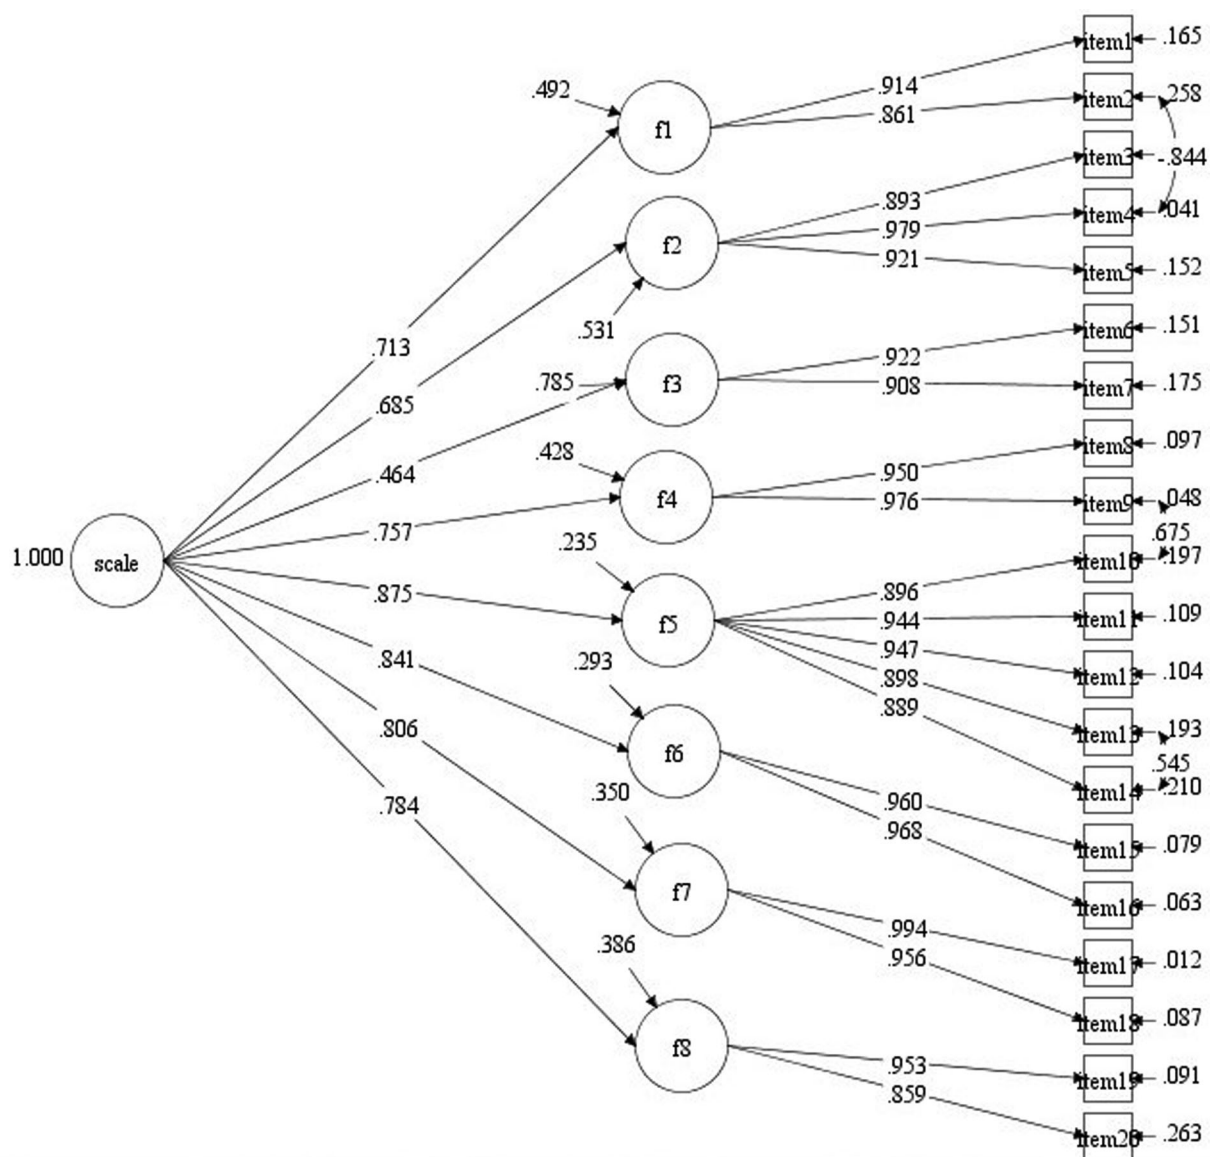 item1 .165
.492
.914
item2 .258
.861
f1
item3
-.844
.893
item4 .041
.979
f2
.921
item5 .152
.531
item6 .151
.713
.922
.785
f3
.908
item7 .175
.685
item8 .097
.428
.464
.950
f4
.976
item9 .048
.757
.675
.235
item10 .197
1.000
scale
.875
.896
f5
.944
item11 .109
.947
.841
.293
item12 .104
.898
.889
.806
item13 .193
f6
.545
.350
item14 .210
.784
.960
.968
item15 .079
f7
item16 .063
.994
.386
.956
item17 .012
item18 .087
f8
.953
item19 .091
.859
item20 .263